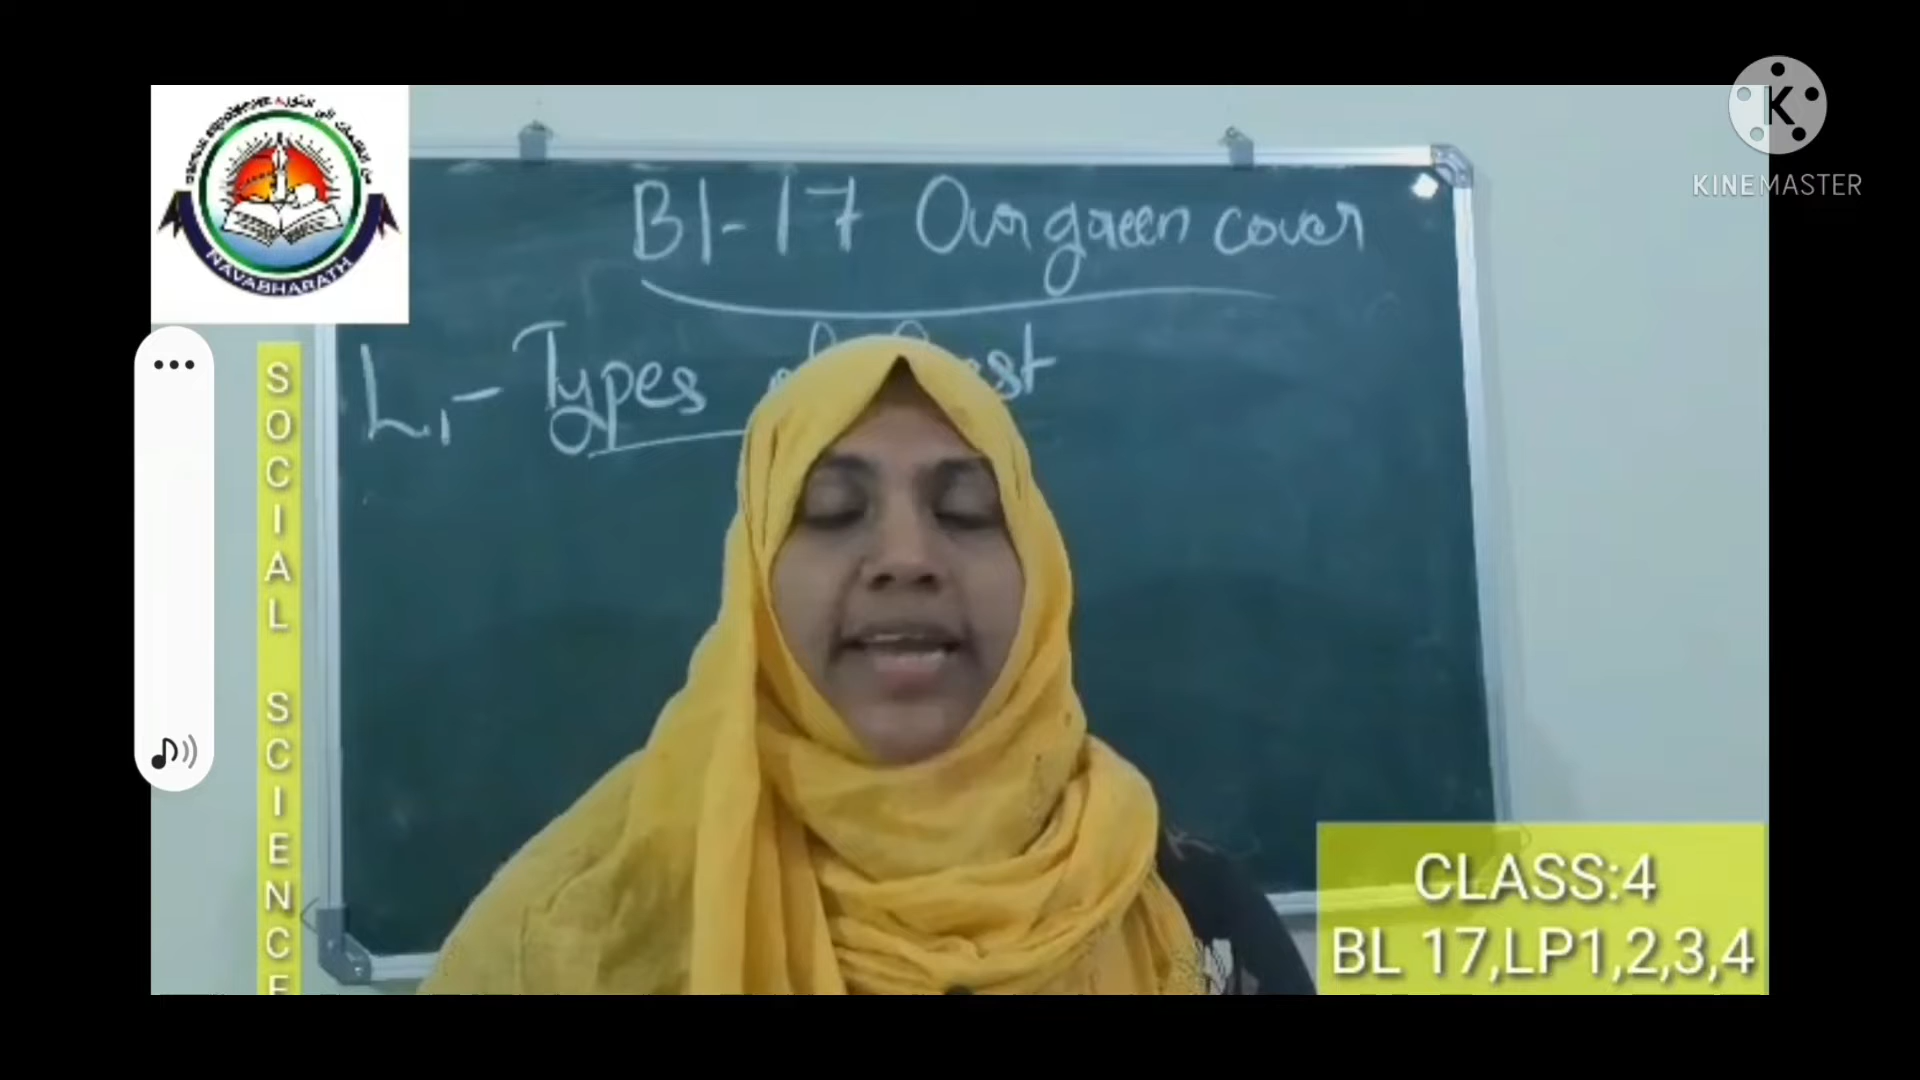 KINEMASTER
NAVABHARATH
Bl-17 Our green cover
L1- Types
SOCIAL SCIENCE
CLASS:4
BL 17,LP1,2,3,4